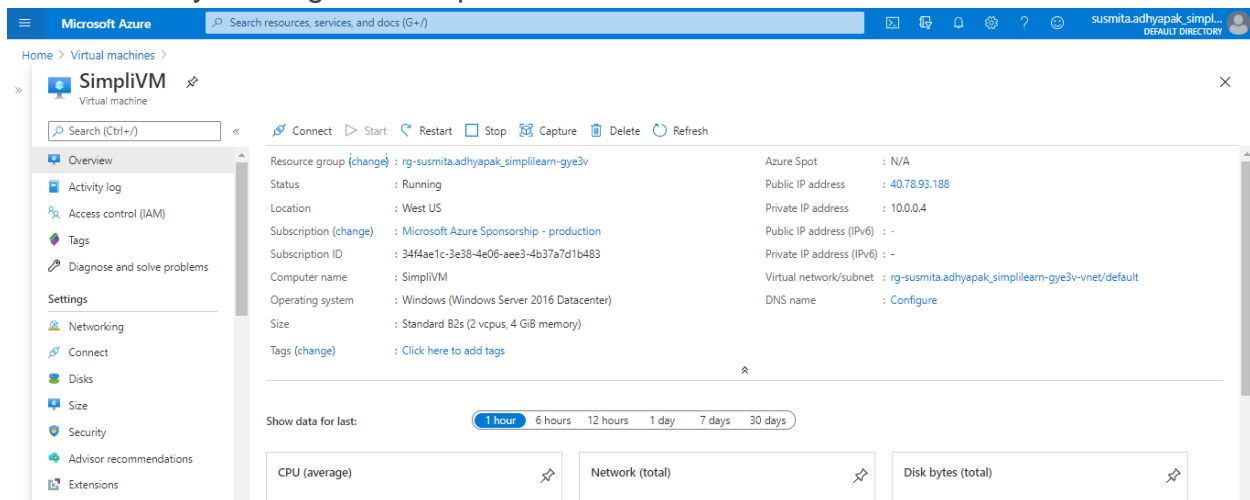 Microsoft Azure
Search resources, services, and docs (G+/)
susmita.adhyapak_simpl...
DEFAULT DIRECTORY
Home > Virtual machines >
SimpliVM
Virtual machine
Search (Ctrl+/)
Connect Start Restart Stop Capture Delete Refresh
Overview
Activity log
Access control (IAM)
Tags
Diagnose and solve problems
Settings
Networking
Connect
Disks
Size
Security
Advisor recommendations
Extensions
Resource group (change) : rg-susmita.adhyapak_simplilearn-gye3v
Status : Running
Location : West US
Subscription (change) : Microsoft Azure Sponsorship - production
Subscription ID : 34f4ae1c-3e38-4e06-aee3-4b37a7d1b483
Computer name : SimpliVM
Operating system : Windows (Windows Server 2016 Datacenter)
Size : Standard B2s (2 vcpus, 4 GiB memory)
Tags (change) : Click here to add tags
Azure Spot : N/A
Public IP address : 40.78.93.188
Private IP address : 10.0.0.4
Public IP address (IPv6) : -
Private IP address (IPv6) : -
Virtual network/subnet : rg-susmita.adhyapak_simplilearn-gye3v-vnet/default
DNS name : Configure
Show data for last: 1 hour 6 hours 12 hours 1 day 7 days 30 days
CPU (average)
Network (total)
Disk bytes (total)